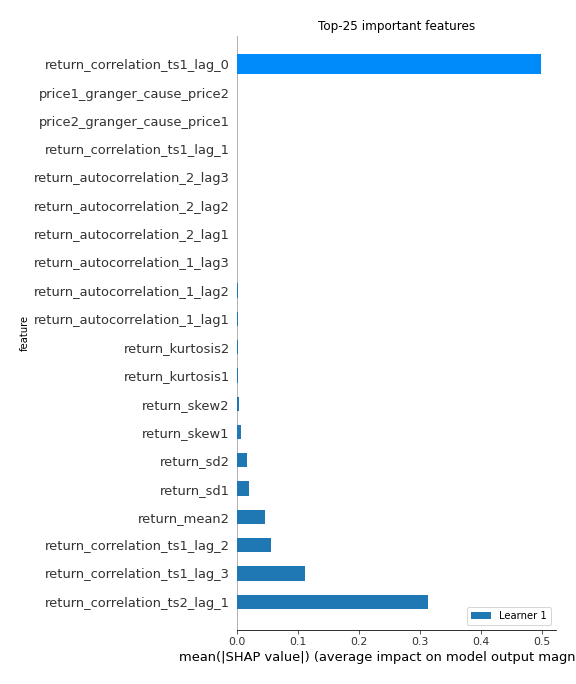 Top-25 important features
return_correlation_ts1_lag_0
price1_granger_cause_price2
price2_granger_cause_price1
return_correlation_ts1_lag_1
return_autocorrelation_2_lag3
return_autocorrelation_2_lag2
return_autocorrelation_2_lag1
return_autocorrelation_1_lag3
return_autocorrelation_1_lag2
return_autocorrelation_1_lag1
feature
return_kurtosis2
return_kurtosis1
return_skew2
return_skew1
return_sd2
return_sd1
return_mean2
return_correlation_ts1_lag_2
return_correlation_ts1_lag_3
return_correlation_ts2_lag_1
Learner 1
0.0 0.1 0.2 0.3 0.4 0.5
mean(|SHAP value|) (average impact on model output magn